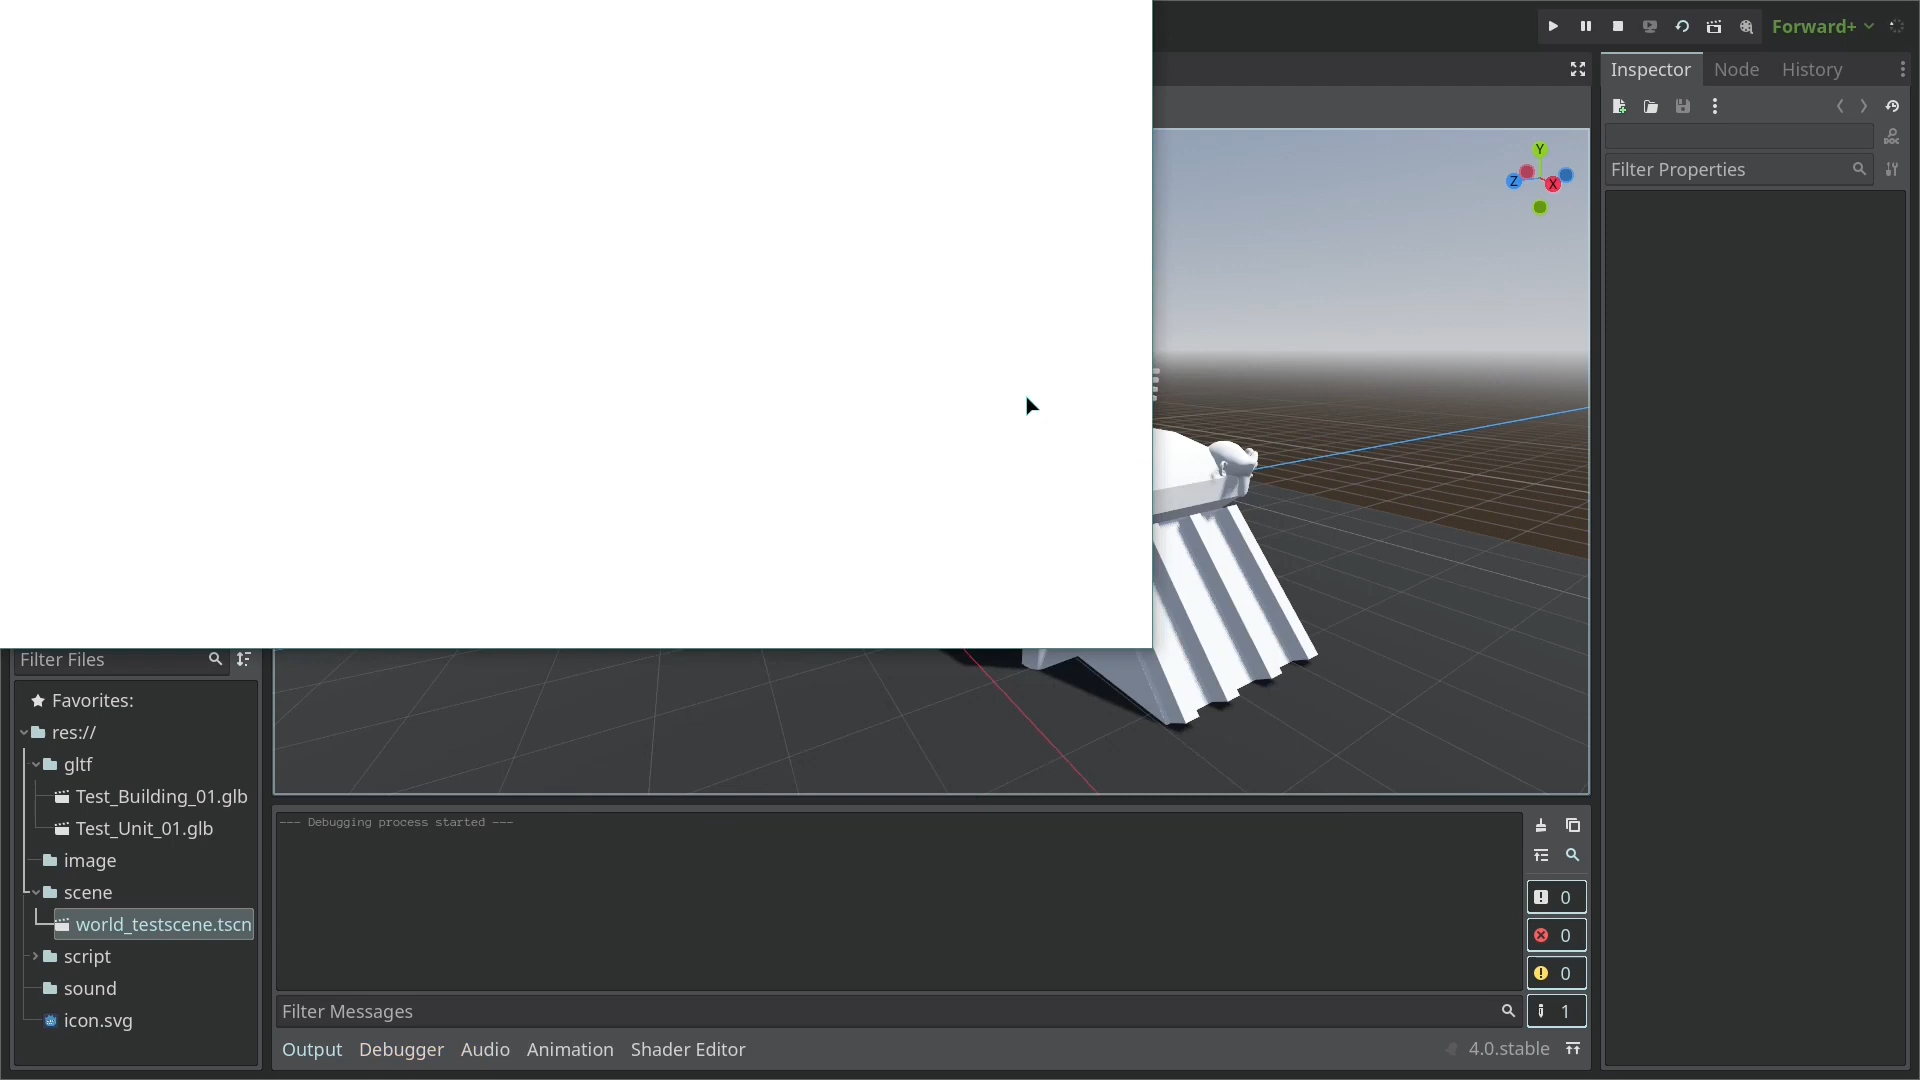 Forward+
Inspector
Node
History
Filter Properties
Y
Z
X
Filter Files
Favorites:
res://
gltf
Test_Building_01.glb
Test_Unit_01.glb
image
scene
world_testscene.tscn
script
sound
icon.svg
--- Debugging process started ---
0
0
0
1
Filter Messages
Output
Debugger
Audio
Animation
Shader Editor
4.0.stable